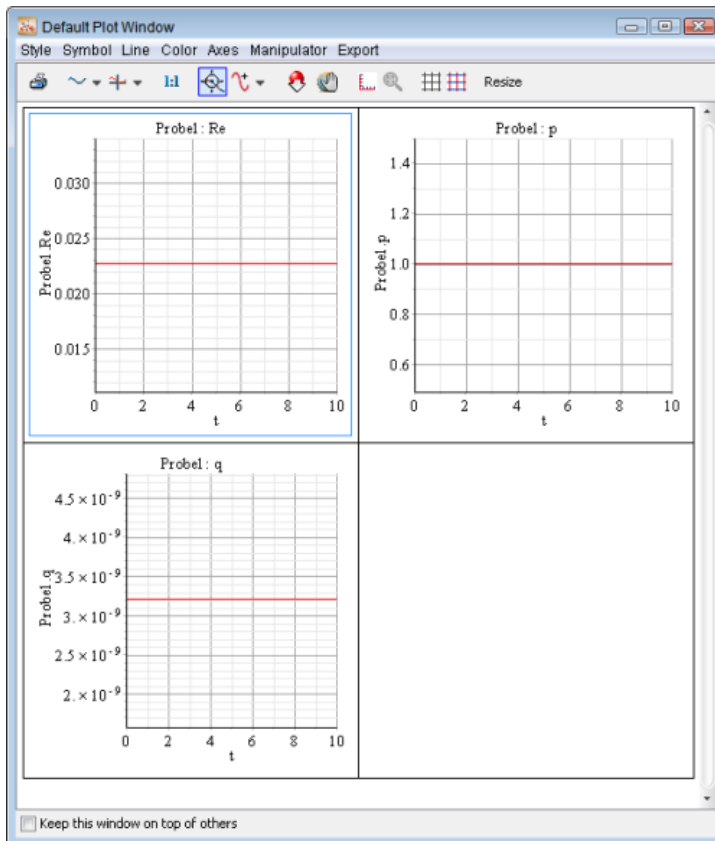 Default Plot Window
Style Symbol Line Color Axes Manipulator Export
1:1 Resize
Probel : Re
0.030
0.025
0.020
0.015
Probel .Re
0 2 4 6 8 10
t
Probel : p
1.4
1.2
1.0
0.8
0.6
Probel .p
0 2 4 6 8 10
t
Probel : q
4.5 × 10⁻⁹
4. × 10⁻⁹
3.5 × 10⁻⁹
3. × 10⁻⁹
2.5 × 10⁻⁹
2. × 10⁻⁹
Probel .q
0 2 4 6 8 10
t
Keep this window on top of others